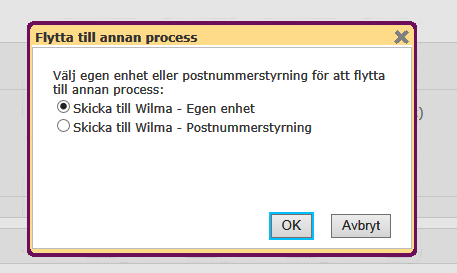 Flytta till annan process
Välj egen enhet eller postnummerstyrning för att flytta
till annan process:
Skicka till Wilma - Egen enhet
Skicka till Wilma - Postnummerstyrning
OK
Avbryt